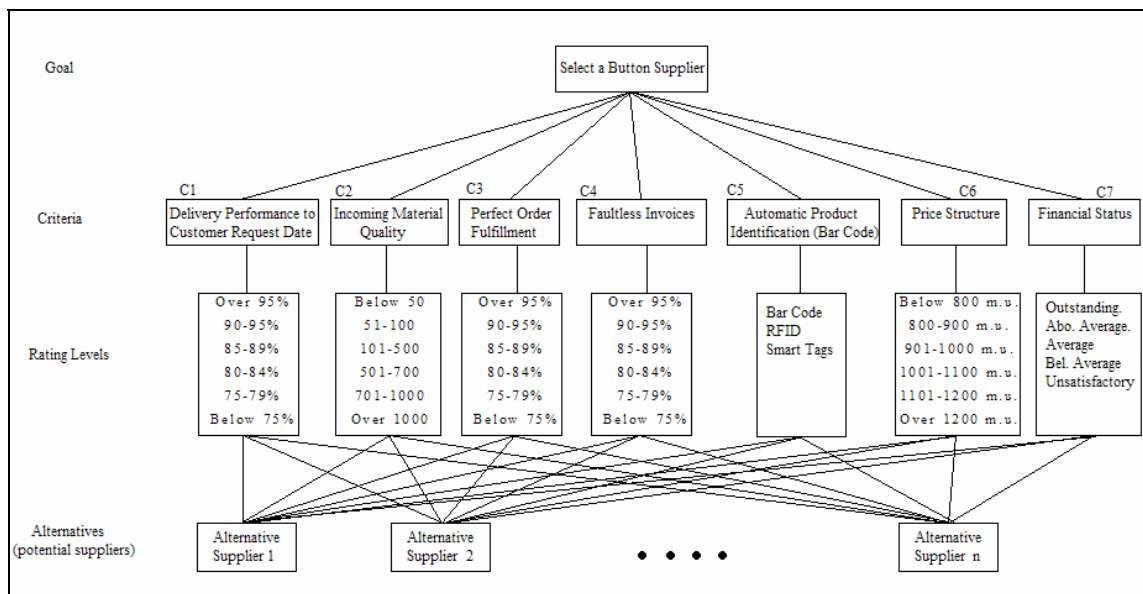 Goal
Select a Button Supplier
C1
C2
C3
C4
C5
C6
C7
Criteria
Delivery Performance to
Customer Request Date
Incoming Material
Quality
Perfect Order
Fulfillment
Faultless Invoices
Automatic Product
Identification (Bar Code)
Price Structure
Financial Status
Rating Levels
Over 95%
90-95%
85-89%
80-84%
75-79%
Below 75%
Below 50
51-100
101-500
501-700
701-1000
Over 1000
Over 95%
90-95%
85-89%
80-84%
75-79%
Below 75%
Over 95%
90-95%
85-89%
80-84%
75-79%
Below 75%
Bar Code
RFID
Smart Tags
Below 800 m.u.
800-900 m.u.
901-1000 m.u.
1001-1100 m.u.
1101-1200 m.u.
Over 1200 m.u.
Outstanding.
Abo. Average.
Average
Bel. Average
Unsatisfactory
Alternatives
(potential suppliers)
Alternative
Supplier 1
Alternative
Supplier 2
Alternative
Supplier n